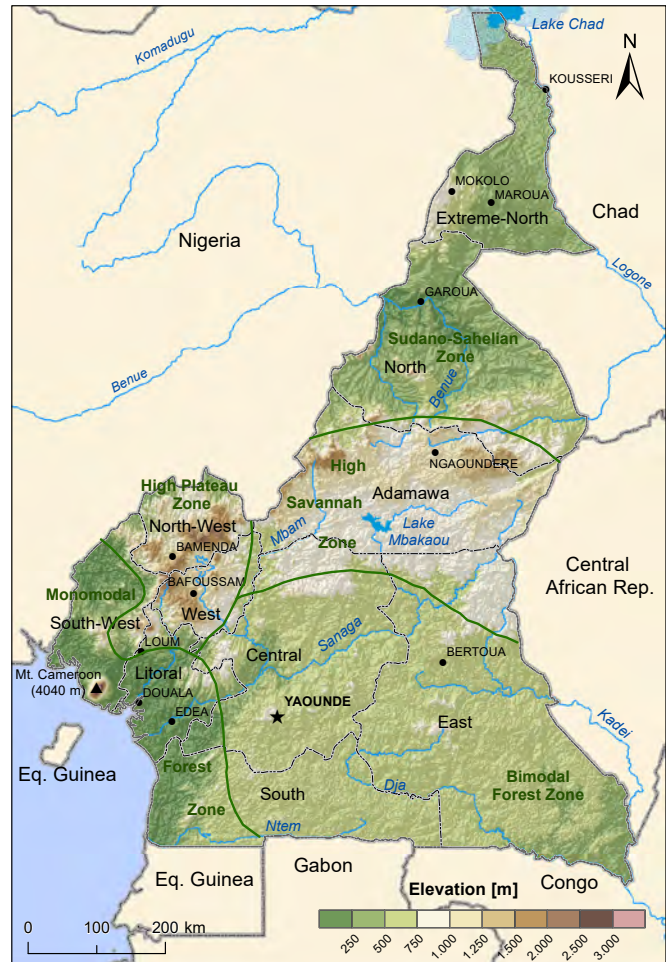 Lake Chad
Komadugu
N
KOUSSERI
MOKOLO
MAROUA
Extreme-North
Chad
Nigeria
Logone
GAROUA
Sudano-Sahelian
Zone
North
Benue
Benue
High
NGAOUNDERE
Adamawa
High Plateau
Zone
Savannah
North-West
Mbam
Lake
Mbakaou
Zone
BAMENDA
Central
African Rep.
BAFOUSSAM
Monomodal
West
South-West
Sanaga
LOUM
Central
BERTOUA
Litoral
Mt. Cameroon
(4040 m)
DOUALA
YAOUNDE
EDEA
Kadei
East
Eq. Guinea
Forest
Dja
Bimodal
Forest Zone
South
Zone
Ntem
Gabon
Eq. Guinea
Congo
Elevation [m]
0 100 200 km
250 500 750 1.000 1.250 1.500 2.000 2.500 3.000